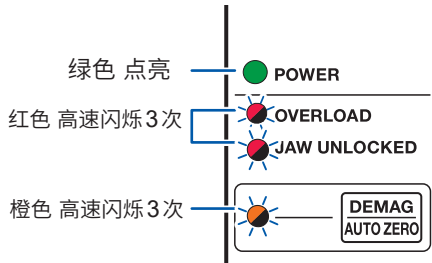 绿色 点亮
POWER
红色 高速闪烁3次
OVERLOAD
JAW UNLOCKED
橙色 高速闪烁3次
DEMAG
AUTO ZERO